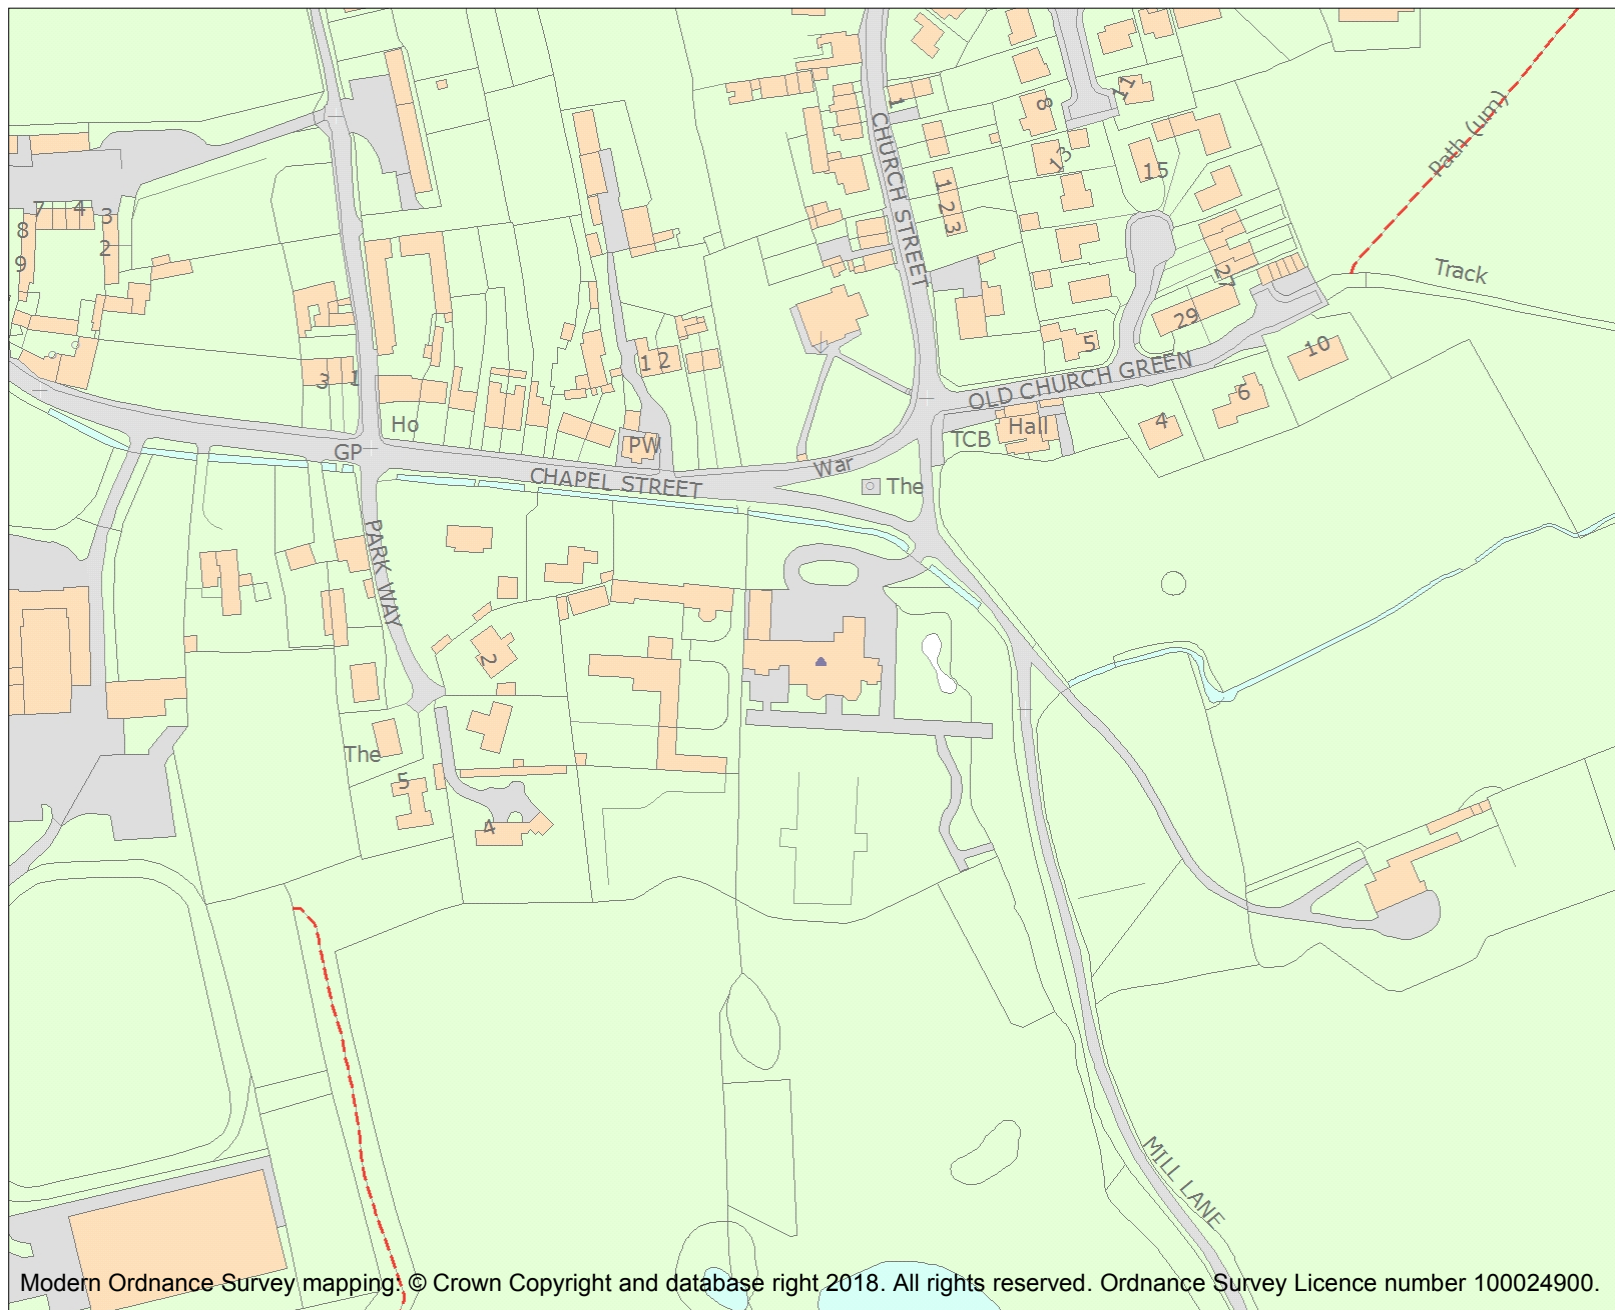 1
CHURCH STREET
8
11
13
15
Path (um)
7
4
3
8
2
9
1
2
3
27
Track
29
5
10
OLD CHURCH GREEN
6
4
3
1
1 2
Ho
GP
PW
TCB
Hall
War
The
CHAPEL STREET
PARK WAY
2
The
5
4
MILL LANE
Modern Ordnance Survey mapping: © Crown Copyright and database right 2018. All rights reserved. Ordnance Survey Licence number 100024900.